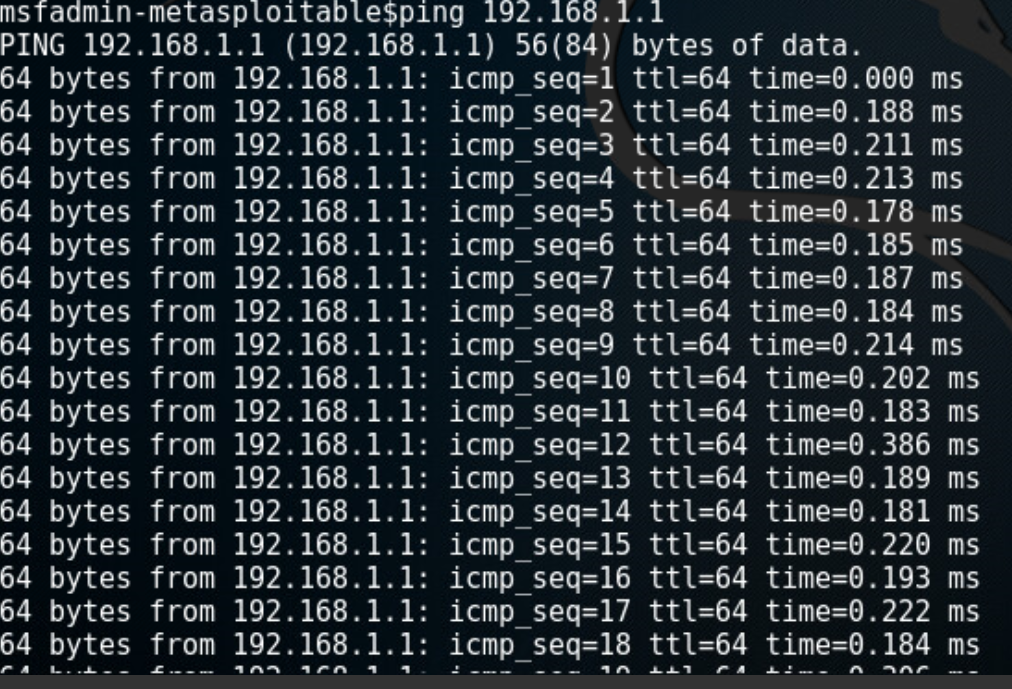 msfadmin-metasploitable$ping 192.168.1.1
PING 192.168.1.1 (192.168.1.1) 56(84) bytes of data.
64 bytes from 192.168.1.1: icmp_seq=1 ttl=64 time=0.000 ms
64 bytes from 192.168.1.1: icmp_seq=2 ttl=64 time=0.188 ms
64 bytes from 192.168.1.1: icmp_seq=3 ttl=64 time=0.211 ms
64 bytes from 192.168.1.1: icmp_seq=4 ttl=64 time=0.213 ms
64 bytes from 192.168.1.1: icmp_seq=5 ttl=64 time=0.178 ms
64 bytes from 192.168.1.1: icmp_seq=6 ttl=64 time=0.185 ms
64 bytes from 192.168.1.1: icmp_seq=7 ttl=64 time=0.187 ms
64 bytes from 192.168.1.1: icmp_seq=8 ttl=64 time=0.184 ms
64 bytes from 192.168.1.1: icmp_seq=9 ttl=64 time=0.214 ms
64 bytes from 192.168.1.1: icmp_seq=10 ttl=64 time=0.202 ms
64 bytes from 192.168.1.1: icmp_seq=11 ttl=64 time=0.183 ms
64 bytes from 192.168.1.1: icmp_seq=12 ttl=64 time=0.386 ms
64 bytes from 192.168.1.1: icmp_seq=13 ttl=64 time=0.189 ms
64 bytes from 192.168.1.1: icmp_seq=14 ttl=64 time=0.181 ms
64 bytes from 192.168.1.1: icmp_seq=15 ttl=64 time=0.220 ms
64 bytes from 192.168.1.1: icmp_seq=16 ttl=64 time=0.193 ms
64 bytes from 192.168.1.1: icmp_seq=17 ttl=64 time=0.222 ms
64 bytes from 192.168.1.1: icmp_seq=18 ttl=64 time=0.184 ms